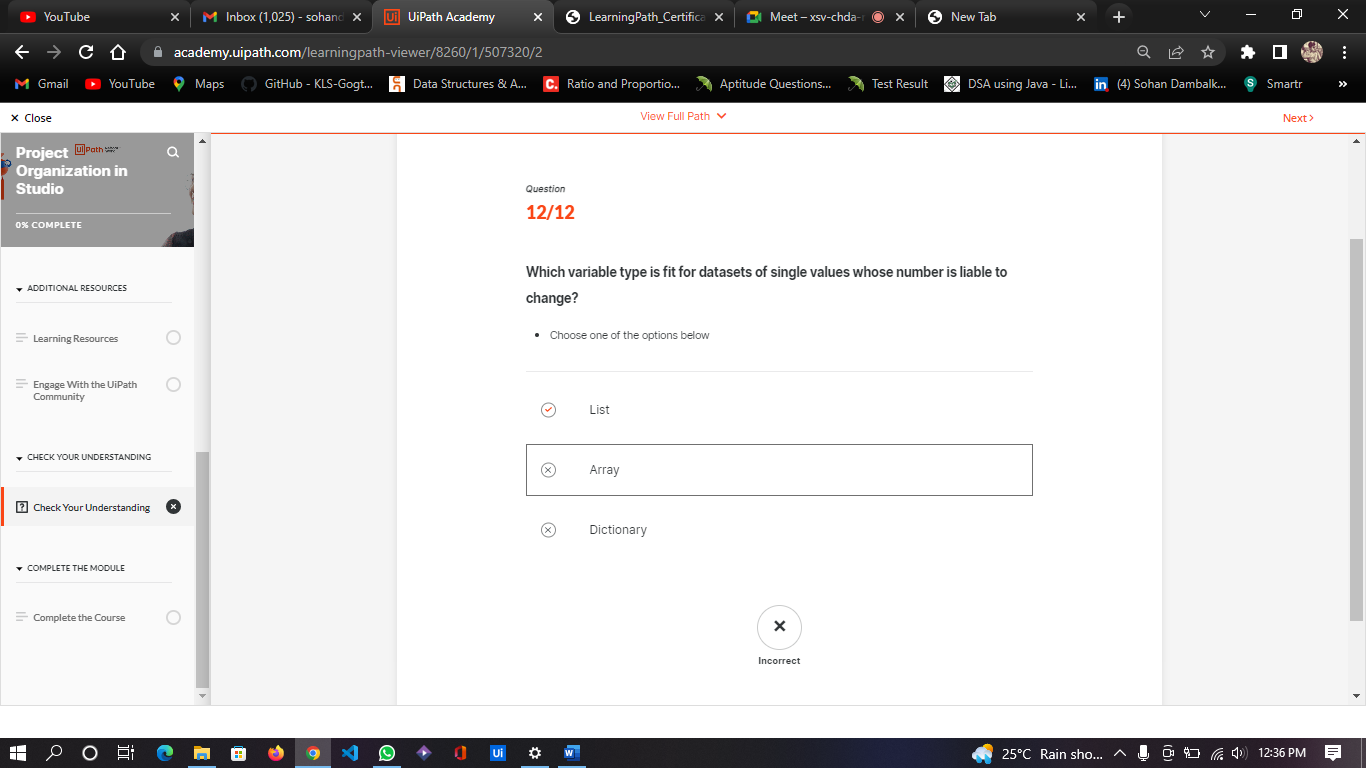 YouTube
Inbox (1,025) - sohand
UiPath Academy
LearningPath_Certifica
Meet – xsv-chda-r
New Tab
academy.uipath.com/learningpath-viewer/8260/1/507320/2
Gmail
YouTube
Maps
GitHub - KLS-Gogt...
Data Structures & A...
Ratio and Proportio...
Aptitude Questions...
Test Result
DSA using Java - Li...
(4) Sohan Dambalk...
Smartr
»
Close
View Full Path
Next
Project
Organization in
Studio
UiPath
0% COMPLETE
ADDITIONAL RESOURCES
Learning Resources
Engage With the UiPath
Community
CHECK YOUR UNDERSTANDING
Check Your Understanding
COMPLETE THE MODULE
Complete the Course
Question
12/12
Which variable type is fit for datasets of single values whose number is liable to
change?
• Choose one of the options below
List
Array
Dictionary
Incorrect
25°C Rain sho...
12:36 PM